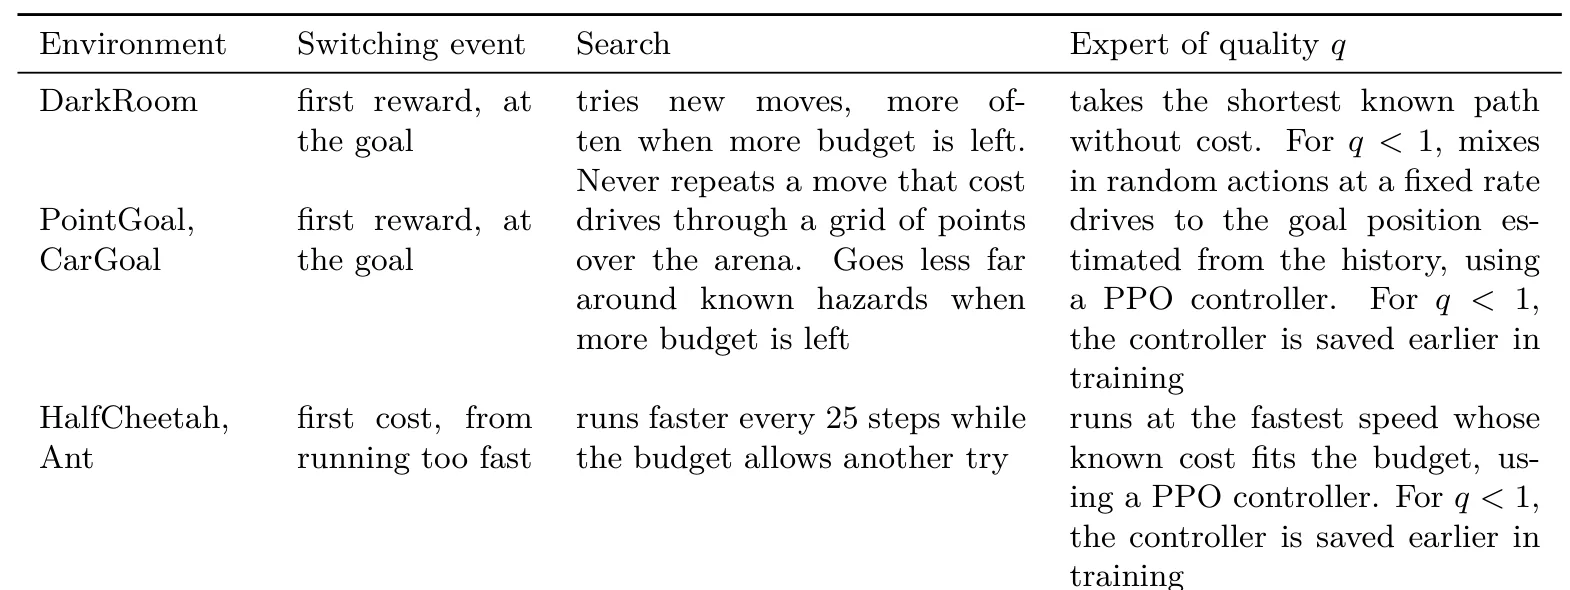 Environment Switching event Search Expert of quality q
DarkRoom first reward, at tries new moves, more of- takes the shortest known path
the goal ten when more budget is left. without cost. For q < 1, mixes
Never repeats a move that cost in random actions at a fixed rate
PointGoal, first reward, at drives through a grid of points drives to the goal position es-
CarGoal the goal over the arena. Goes less far timated from the history, using
around known hazards when a PPO controller. For q < 1,
more budget is left the controller is saved earlier in
training
HalfCheetah, first cost, from runs faster every 25 steps while runs at the fastest speed whose
Ant running too fast the budget allows another try known cost fits the budget, us-
ing a PPO controller. For q < 1,
the controller is saved earlier in
training